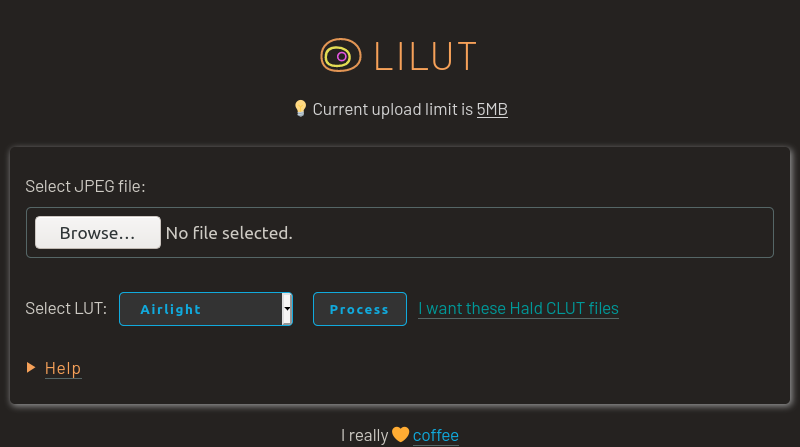 LILUT
💡 Current upload limit is 5MB
Select JPEG file:
Browse... No file selected.
Select LUT: Airlight Process I want these Hald CLUT files
Help
I really 🧡 coffee